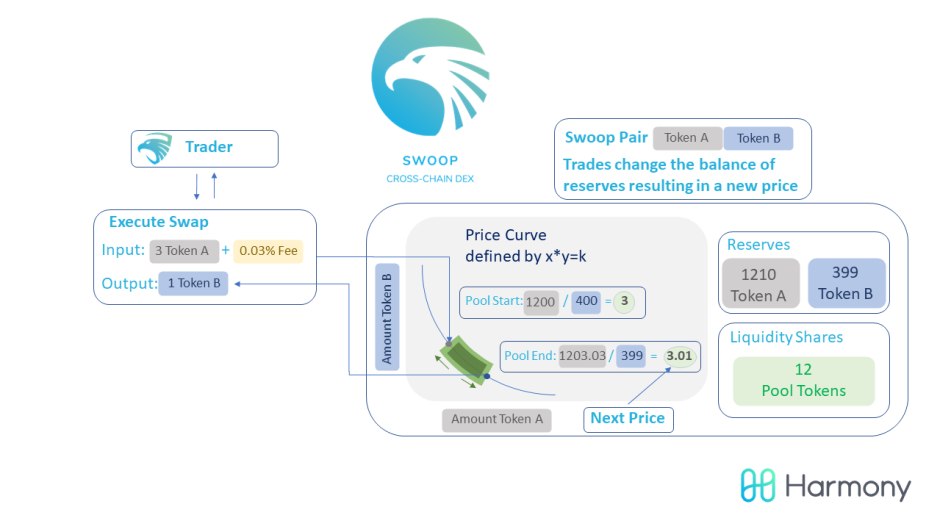 SWOOP
CROSS-CHAIN DEX
Trader
Swoop Pair Token A Token B
Trades change the balance of
reserves resulting in a new price
Execute Swap
Input: 3 Token A + 0.03% Fee
Output: 1 Token B
Amount Token B
Price Curve
defined by x*y=k
Pool Start: 1200 / 400 = 3
Pool End: 1203.03 / 399 = 3.01
Amount Token A
Next Price
Reserves
1210
Token A
399
Token B
Liquidity Shares
12
Pool Tokens
Harmony